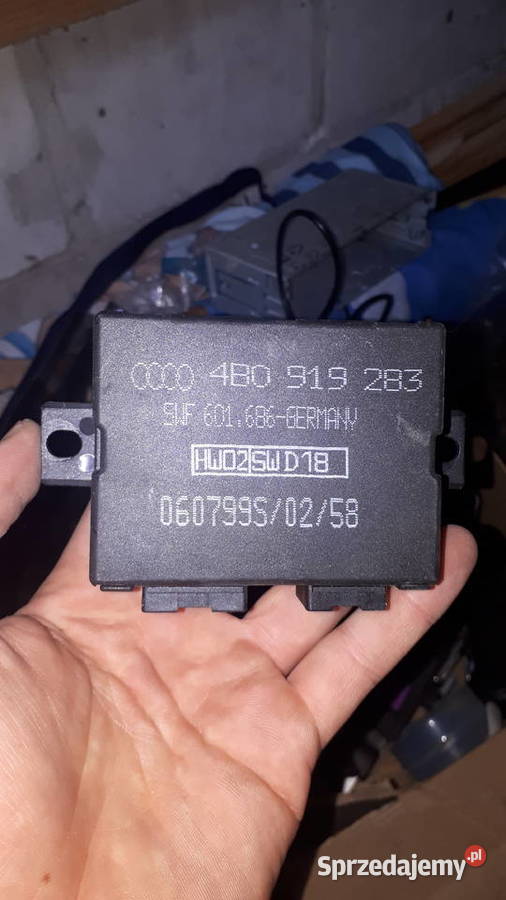 4B0 919 283
SWF 601.686-GERMANY
HW02 SW D18
060799S/02/58
Sprzedajemy.pl